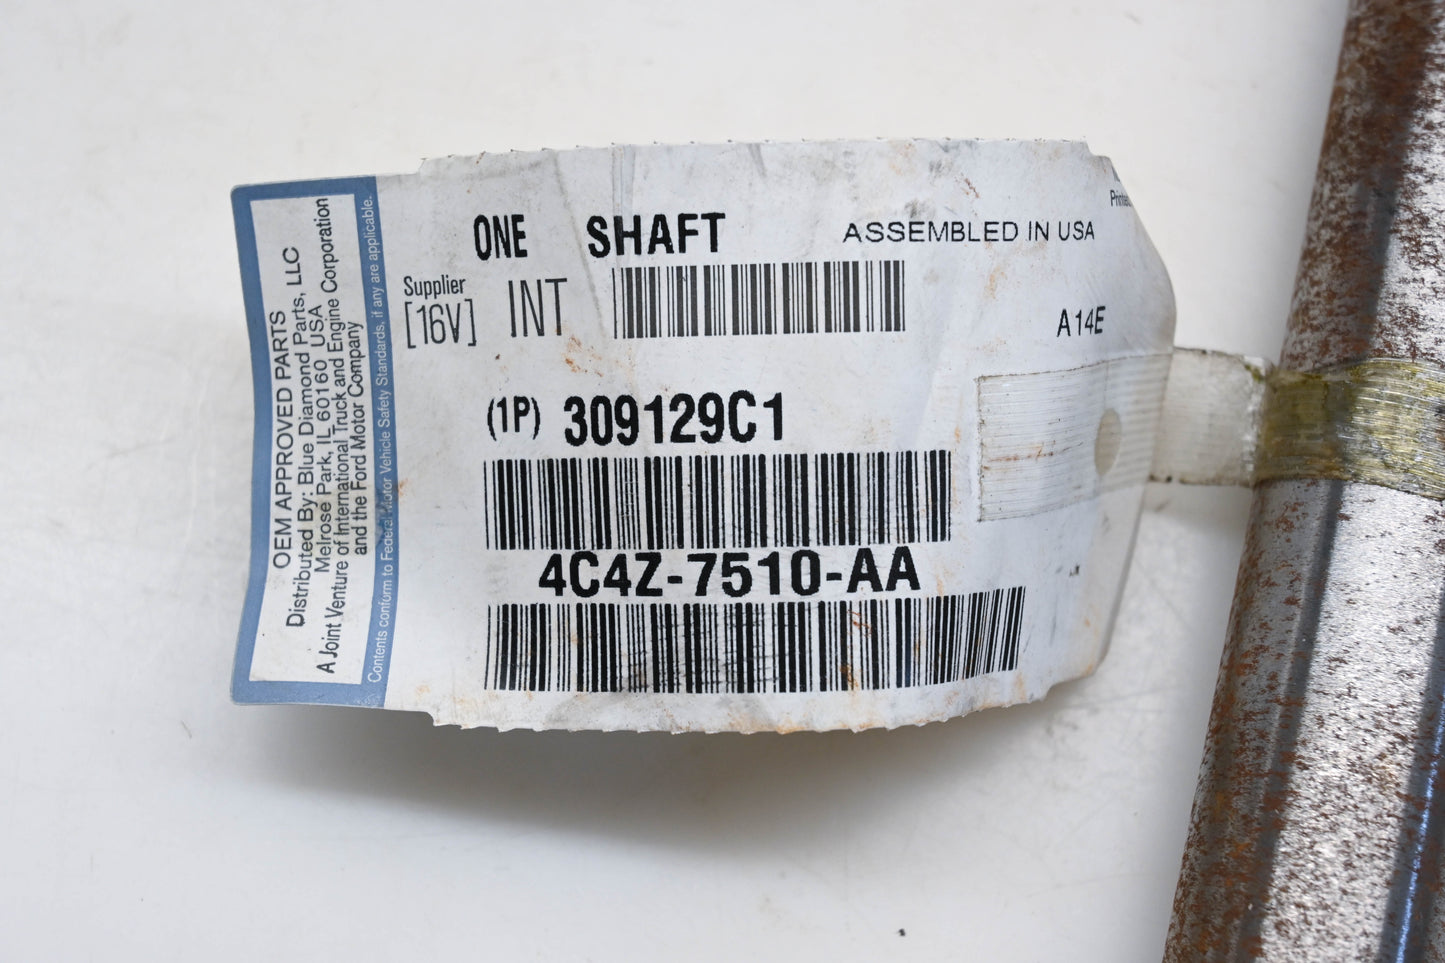 OEM APPROVED PARTS
Distributed By: Blue Diamond Parts, LLC
Melrose Park, IL 60160 USA
A Joint Venture of International Truck and Engine Corporation
and the Ford Motor Company
Contents conform to Federal Motor Vehicle Safety Standards, if any are applicable.
ONE SHAFT
ASSEMBLED IN USA
Supplier
[16V] INT
A14E
(1P) 309129C1
4C4Z-7510-AA